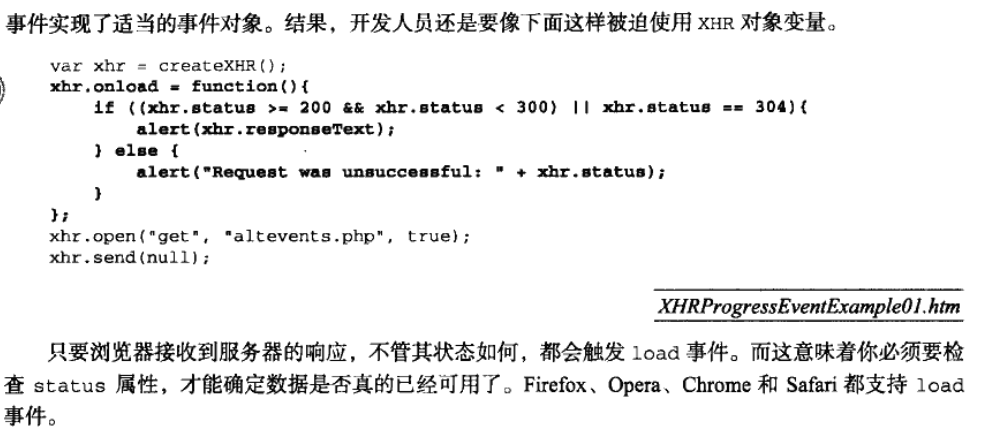 事件实现了适当的事件对象。结果，开发人员还是要像下面这样被迫使用 XHR 对象变量。
var xhr = createXHR();
xhr.onload = function(){
if ((xhr.status >= 200 && xhr.status < 300) || xhr.status == 304){
alert(xhr.responseText);
} else {
alert("Request was unsuccessful: " + xhr.status);
}
};
xhr.open("get", "altevents.php", true);
xhr.send(null);
XHRProgressEventExample01.htm
只要浏览器接收到服务器的响应，不管其状态如何，都会触发 load 事件。而这意味着你必须要检
查 status 属性，才能确定数据是否真的已经可用了。Firefox、Opera、Chrome 和 Safari 都支持 load
事件。